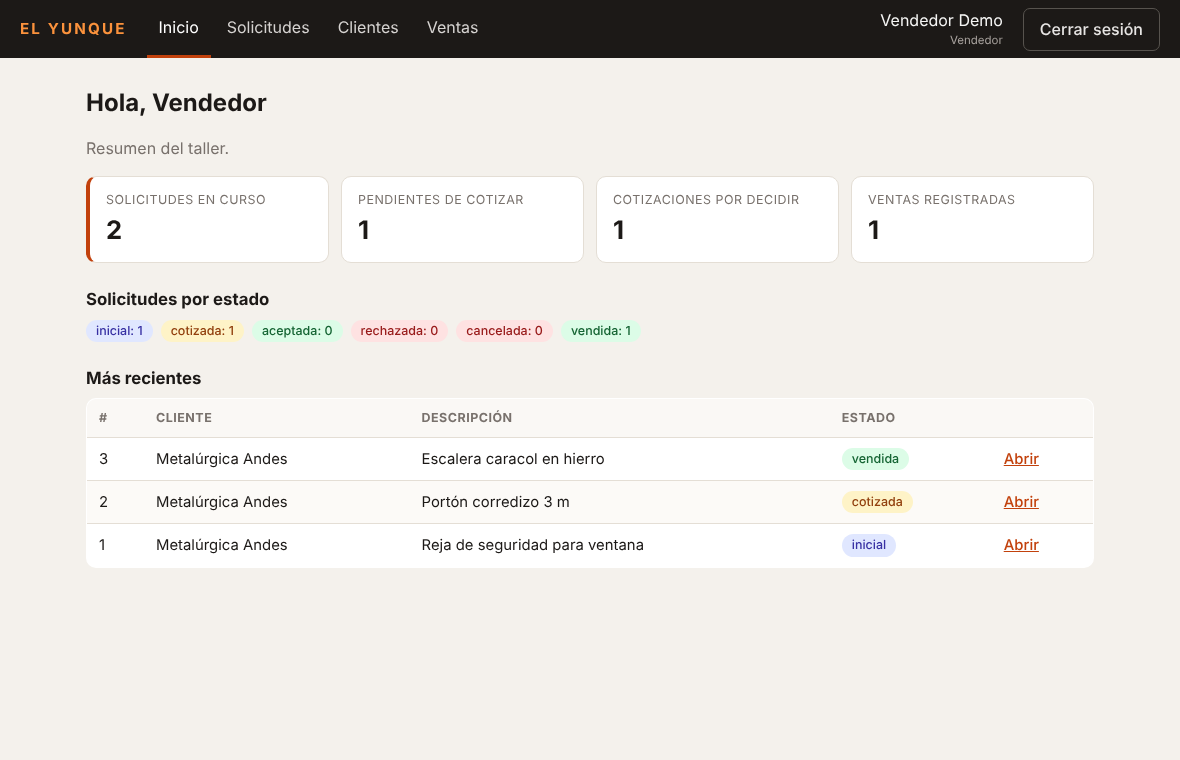 EL YUNQUE Inicio Solicitudes Clientes Ventas Vendedor Demo
Vendedor
Cerrar sesión
Hola, Vendedor
Resumen del taller.
SOLICITUDES EN CURSO
2
PENDIENTES DE COTIZAR
1
COTIZACIONES POR DECIDIR
1
VENTAS REGISTRADAS
1
Solicitudes por estado
inicial: 1 cotizada: 1 aceptada: 0 rechazada: 0 cancelada: 0 vendida: 1
Más recientes
# CLIENTE DESCRIPCIÓN ESTADO
3 Metalúrgica Andes Escalera caracol en hierro vendida Abrir
2 Metalúrgica Andes Portón corredizo 3 m cotizada Abrir
1 Metalúrgica Andes Reja de seguridad para ventana inicial Abrir